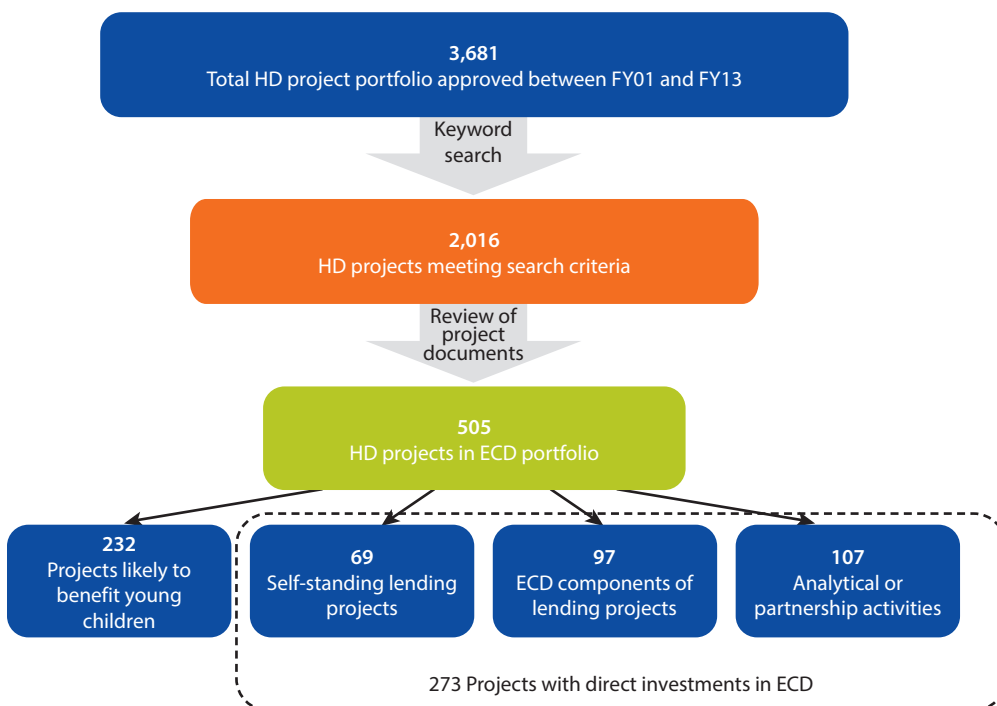 3,681
Total HD project portfolio approved between FY01 and FY13
Keyword
search
2,016
HD projects meeting search criteria
Review of
project
documents
505
HD projects in ECD portfolio
232
Projects likely to
benefit young
children
69
Self-standing lending
projects
97
ECD components of
lending projects
107
Analytical or
partnership activities
273 Projects with direct investments in ECD